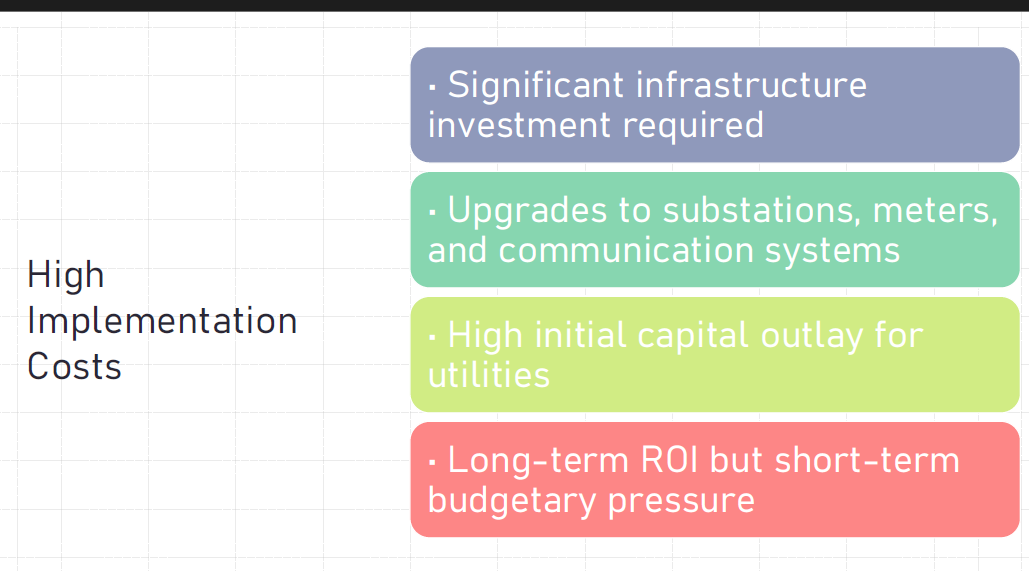 High
Implementation
Costs
· Significant infrastructure
investment required
· Upgrades to substations, meters,
and communication systems
· High initial capital outlay for
utilities
· Long-term ROI but short-term
budgetary pressure